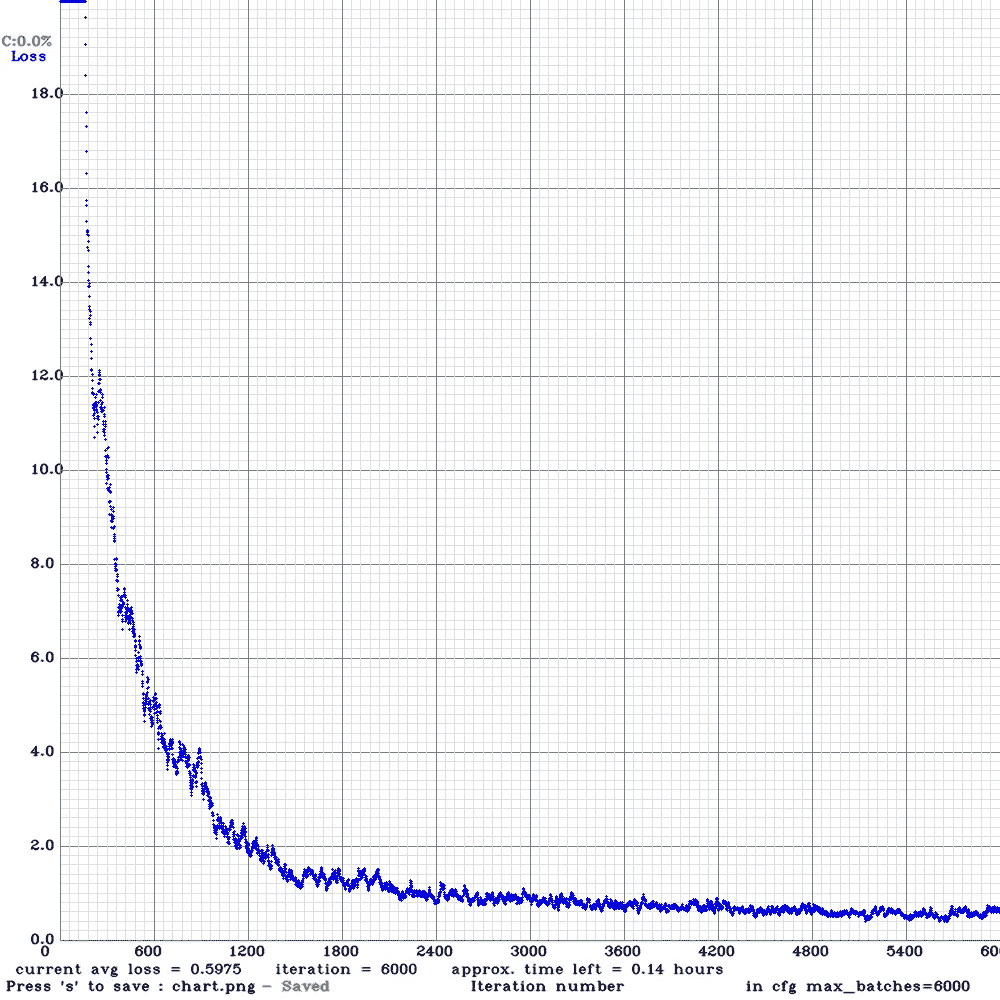 C:0.0%
Loss
18.0
16.0
14.0
12.0
10.0
8.0
6.0
4.0
2.0
0.0
0 600 1200 1800 2400 3000 3600 4200 4800 5400 600
current avg loss = 0.5975 iteration = 6000 approx. time left = 0.14 hours
Press 's' to save : chart.png - Saved Iteration number in cfg max_batches=6000